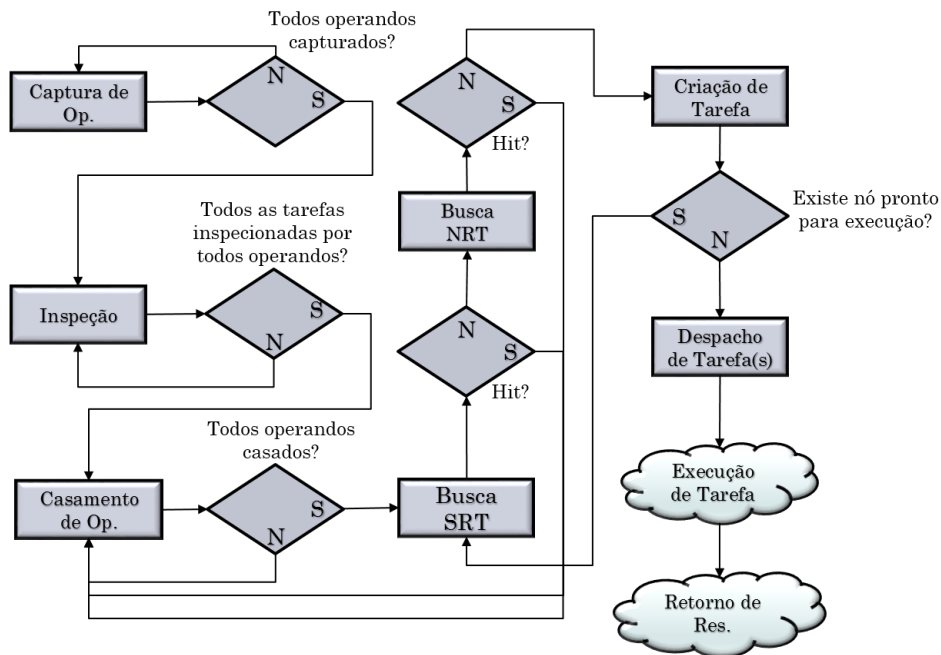 Todos operandos
capturados?
Captura de
Op.
N
S
Todos as tarefas
inspecionadas por
todos operandos?
Inspeção
S
N
Todos operandos
casados?
Casamento
de Op.
S
N
Busca
SRT
N
S
Hit?
Busca
NRT
N
S
Hit?
Criação de
Tarefa
Existe nó pronto
para execução?
S
N
Despacho
de Tarefa(s)
Execução
de Tarefa
Retorno de
Res.